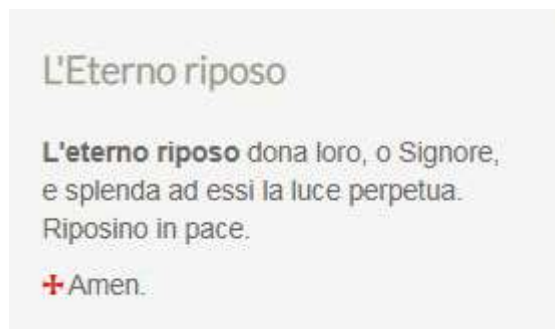 L'Eterno riposo
L'eterno riposo dona loro, o Signore,
e splenda ad essi la luce perpetua.
Riposino in pace.
Amen.